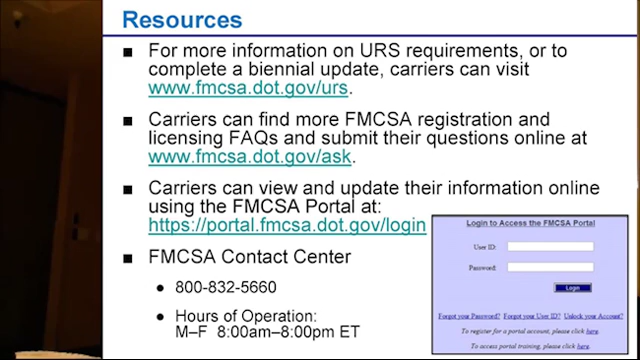 Resources
For more information on URS requirements, or to
complete a biennial update, carriers can visit
www.fmcsa.dot.gov/urs.
Carriers can find more FMCSA registration and
licensing FAQs and submit their questions online at
www.fmcsa.dot.gov/ask.
Carriers can view and update their information online
using the FMCSA Portal at:
https://portal.fmcsa.dot.gov/login
Login to Access the FMCSA Portal
User ID:
Password:
Login
Forgot your Password? Forgot your User ID? Unlock your Account?
To register for a portal account, please click here.
To access portal training, please click here.
FMCSA Contact Center
800-832-5660
Hours of Operation:
M–F 8:00am–8:00pm ET